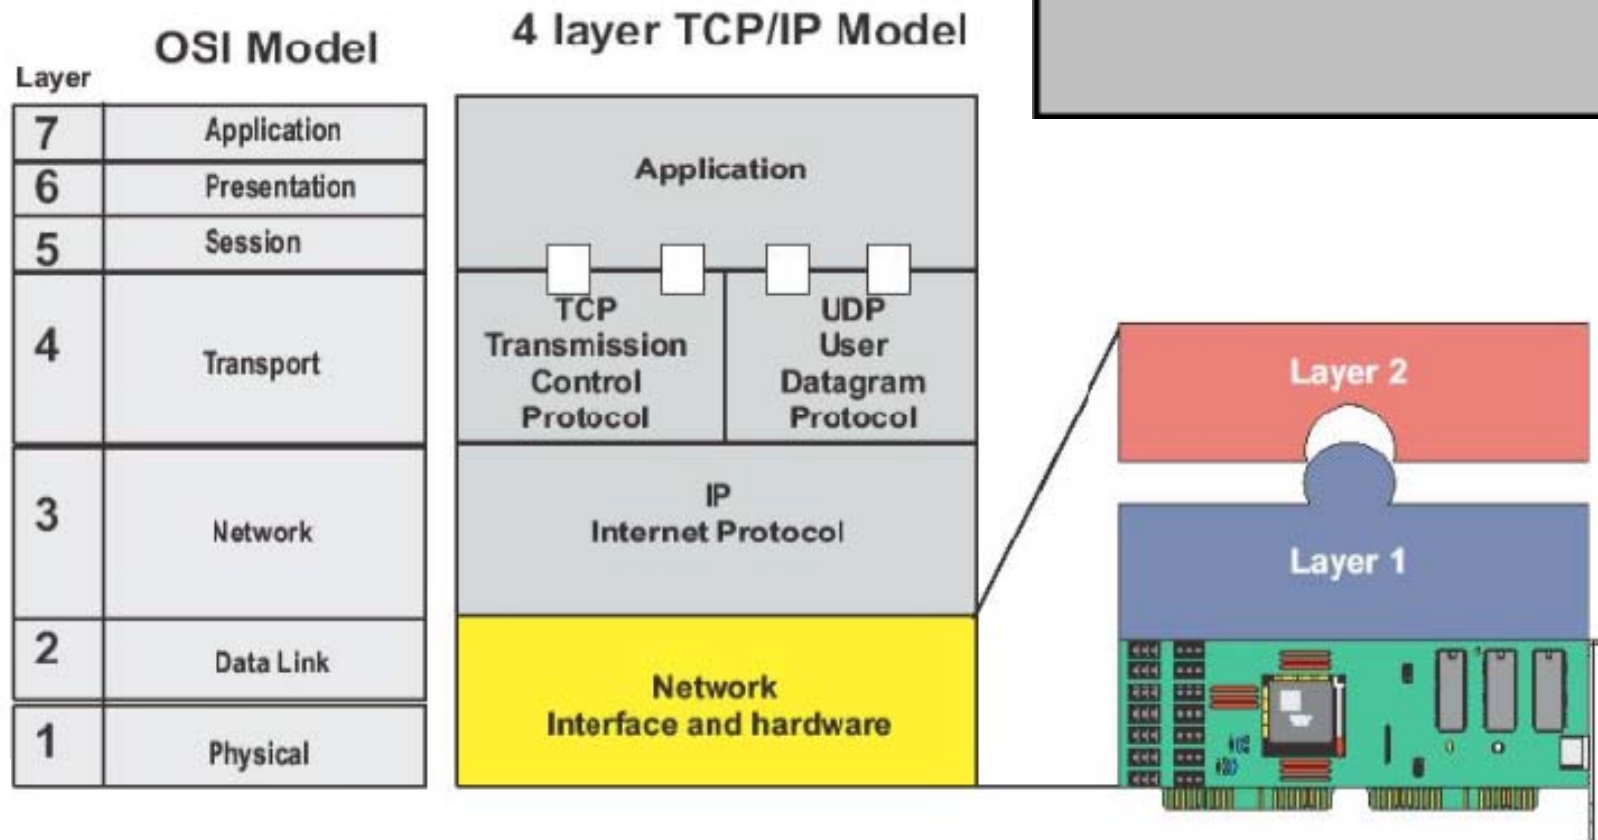 OSI Model
Layer
7
Application
6
Presentation
5
Session
4
Transport
3
Network
2
Data Link
1
Physical
4 layer TCP/IP Model
Application
TCP
Transmission
Control
Protocol
UDP
User
Datagram
Protocol
IP
Internet Protocol
Network
Interface and hardware
Layer 2
Layer 1